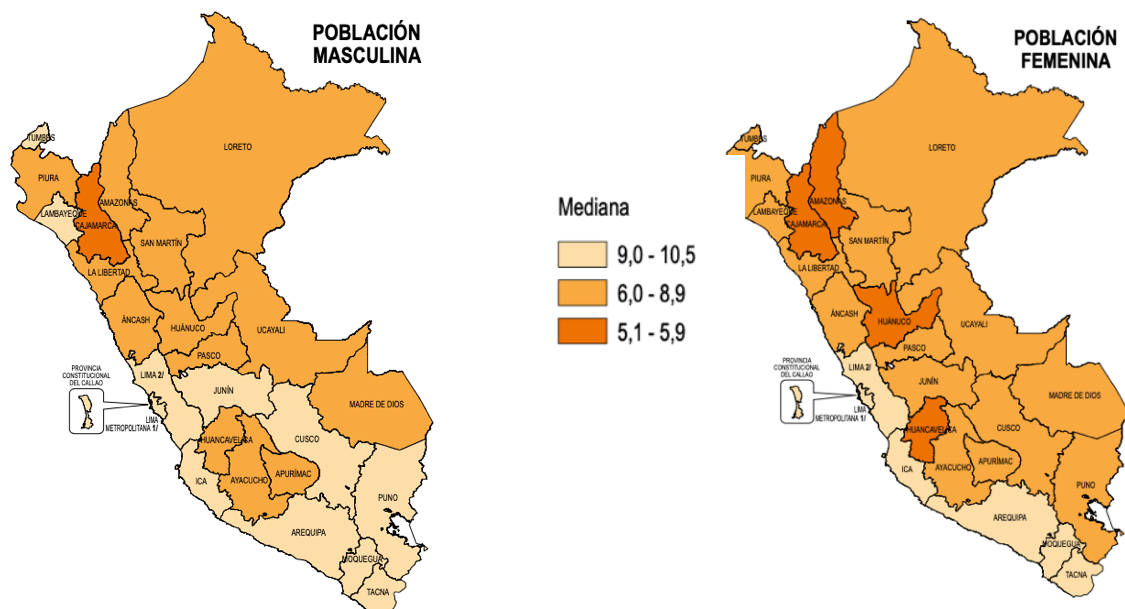 POBLACIÓN
MASCULINA
TUMBES
LORETO
PIURA
AMAZONAS
LAMBAYEQUE
CAJAMARCA
SAN MARTÍN
LA LIBERTAD
ÁNCASH
HUÁNUCO
UCAYALI
PASCO
LIMA 2/
PROVINCIA
CONSTITUCIONAL
DEL CALLAO
JUNÍN
LIMA
METROPOLITANA 1/
MADRE DE DIOS
HUANCAVELICA
CUSCO
APURÍMAC
ICA
AYACUCHO
PUNO
AREQUIPA
MOQUEGUA
TACNA
Mediana
9,0 - 10,5
6,0 - 8,9
5,1 - 5,9
POBLACIÓN
FEMENINA
TUMBES
LORETO
PIURA
AMAZONAS
LAMBAYEQUE
CAJAMARCA
SAN MARTÍN
LA LIBERTAD
ÁNCASH
HUÁNUCO
UCAYALI
PASCO
PROVINCIA
CONSTITUCIONAL
DEL CALLAO
LIMA 2/
JUNÍN
MADRE DE DIOS
LIMA
METROPOLITANA 1/
HUANCAVELICA
CUSCO
APURÍMAC
ICA
AYACUCHO
PUNO
AREQUIPA
MOQUEGUA
TACNA